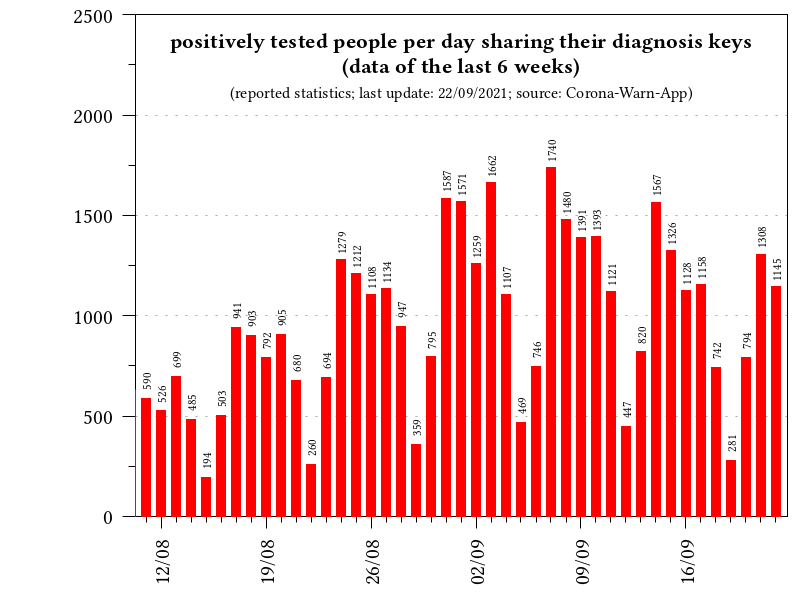 positively tested people per day sharing their diagnosis keys
(data of the last 6 weeks)
(reported statistics; last update: 22/09/2021; source: Corona-Warn-App)
2500
2000
1500
1000
500
0
590 526 699 485 194 503 941 903 792 905 680 260 694 1279 1212 1108 1134 947 359 795 1587 1571 1259 1662 1107 469 746 1740 1480 1391 1393 1121 447 820 1567 1326 1128 1158 742 281 794 1308 1145
12/08 19/08 26/08 02/09 09/09 16/09